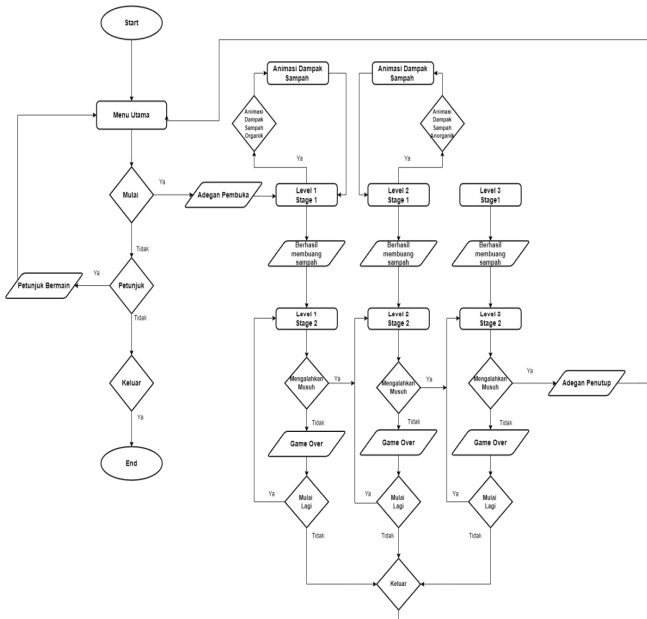 Start
Menu Utama
Mulai
Ya
Tidak
Petunjuk
Ya
Petunjuk Bermain
Tidak
Keluar
Ya
End
Adegan Pembuka
Animasi Dampak
Sampah
Animasi
Dampak
Sampah
Organik
Ya
Level 1
Stage 1
Berhasil
membuang
sampah
Level 1
Stage 2
Mengalahkan
Musuh
Ya
Tidak
Game Over
Mulai
Lagi
Ya
Tidak
Animasi Dampak
Sampah
Animasi
Dampak
Sampah
Anorganik
Ya
Level 2
Stage 1
Berhasil
membuang
sampah
Level 2
Stage 2
Mengalahkan
Musuh
Ya
Tidak
Game Over
Mulai
Lagi
Ya
Tidak
Level 3
Stage1
Berhasil
membuang
sampah
Level 3
Stage 2
Mengalahkan
Musuh
Ya
Tidak
Game Over
Mulai
Lagi
Ya
Tidak
Adegan Penutup
Keluar